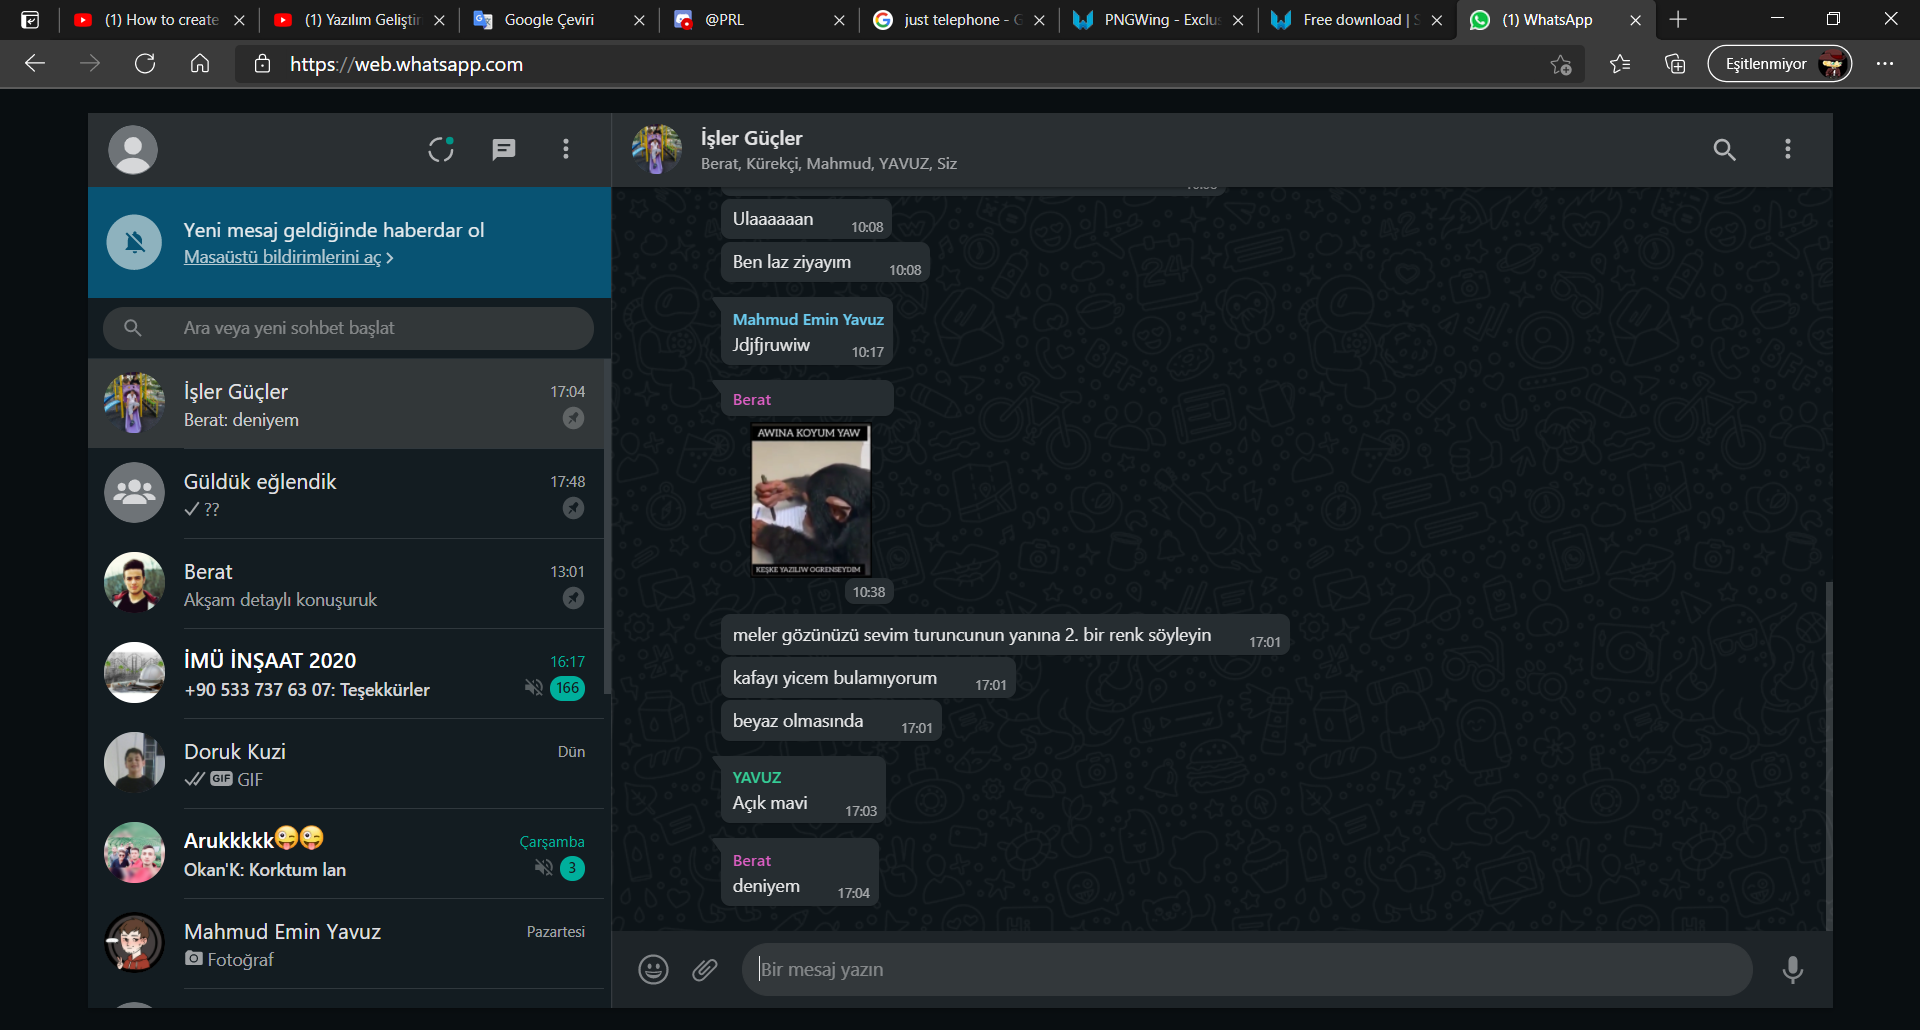 (1) How to create
(1) Yazılım Geliştir
Google Çeviri
@PRL
just telephone - G
PNGWing - Exclus
Free download | S
(1) WhatsApp
https://web.whatsapp.com
Eşitlenmiyor
Yeni mesaj geldiğinde haberdar ol
Masaüstü bildirimlerini aç
Ara veya yeni sohbet başlat
İşler Güçler
17:04
Berat: deniyem
Güldük eğlendik
17:48
??
Berat
13:01
Akşam detaylı konuşuruk
İMÜ İNŞAAT 2020
16:17
+90 533 737 63 07: Teşekkürler
166
Doruk Kuzi
Dün
GIF GIF
Arukkkkk😜😜
Çarşamba
Okan'K: Korktum lan
3
Mahmud Emin Yavuz
Pazartesi
Fotoğraf
İşler Güçler
Berat, Kürekçi, Mahmud, YAVUZ, Siz
Ulaaaaaan
10:08
Ben laz ziyayım
10:08
Mahmud Emin Yavuz
Jdjfjruwiw
10:17
Berat
AWINA KOYUM YAW
KEŞKE YAZILIW OGRENSEYDIM
10:38
meler gözünüzü sevim turuncunun yanına 2. bir renk söyleyin
17:01
kafayı yicem bulamıyorum
17:01
beyaz olmasında
17:01
YAVUZ
Açık mavi
17:03
Berat
deniyem
17:04
Bir mesaj yazın